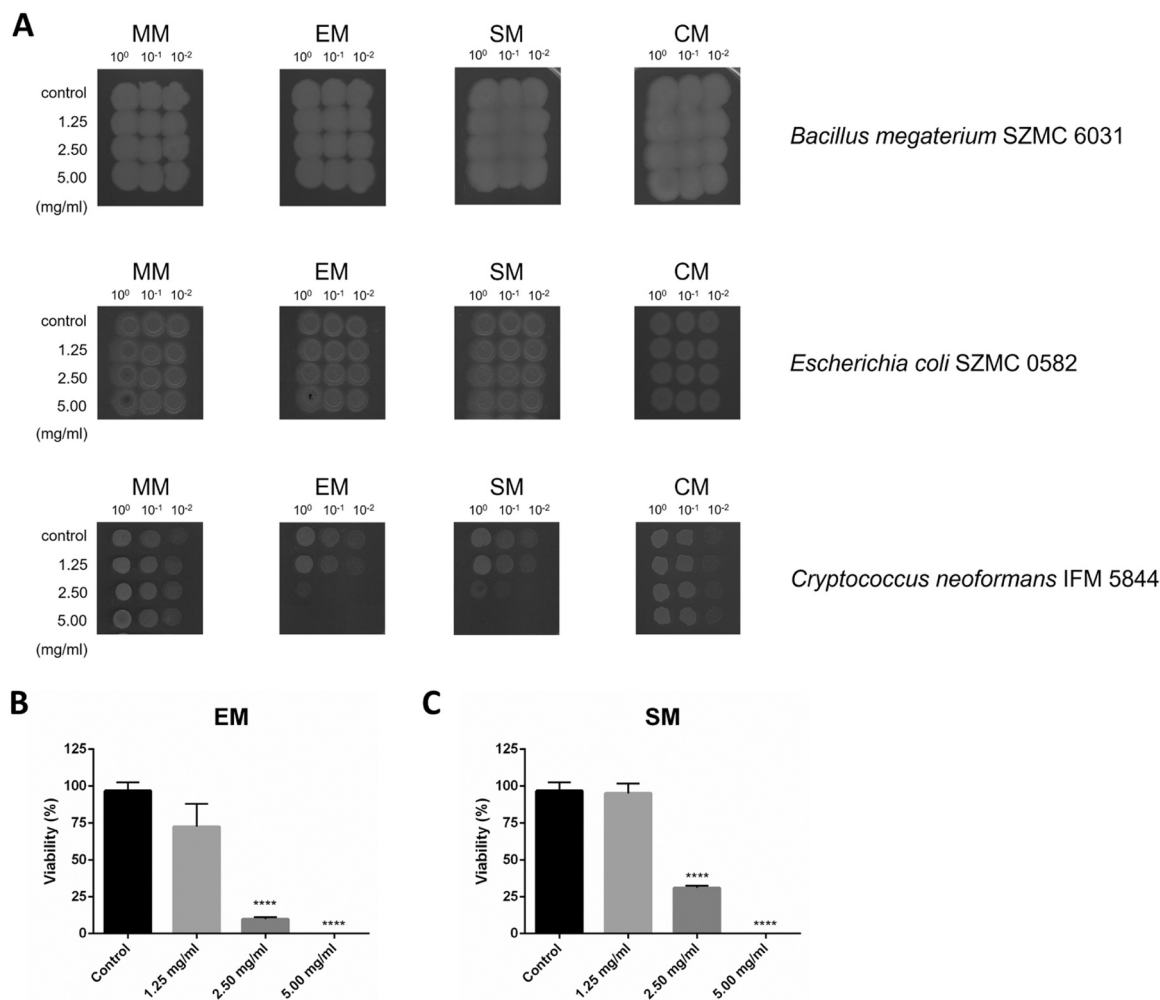 A
MM EM SM CM
10⁰ 10⁻¹ 10⁻² 10⁰ 10⁻¹ 10⁻² 10⁰ 10⁻¹ 10⁻² 10⁰ 10⁻¹ 10⁻²
control
1.25
2.50
5.00
(mg/ml)
Bacillus megaterium SZMC 6031
MM EM SM CM
10⁰ 10⁻¹ 10⁻² 10⁰ 10⁻¹ 10⁻² 10⁰ 10⁻¹ 10⁻² 10⁰ 10⁻¹ 10⁻²
control
1.25
2.50
5.00
(mg/ml)
Escherichia coli SZMC 0582
MM EM SM CM
10⁰ 10⁻¹ 10⁻² 10⁰ 10⁻¹ 10⁻² 10⁰ 10⁻¹ 10⁻² 10⁰ 10⁻¹ 10⁻²
control
1.25
2.50
5.00
(mg/ml)
Cryptococcus neoformans IFM 5844
B
EM
Viability (%)
125
100
75
50
25
0
****
****
Control
1.25 mg/ml
2.50 mg/ml
5.00 mg/ml
C
SM
Viability (%)
125
100
75
50
25
0
****
****
Control
1.25 mg/ml
2.50 mg/ml
5.00 mg/ml